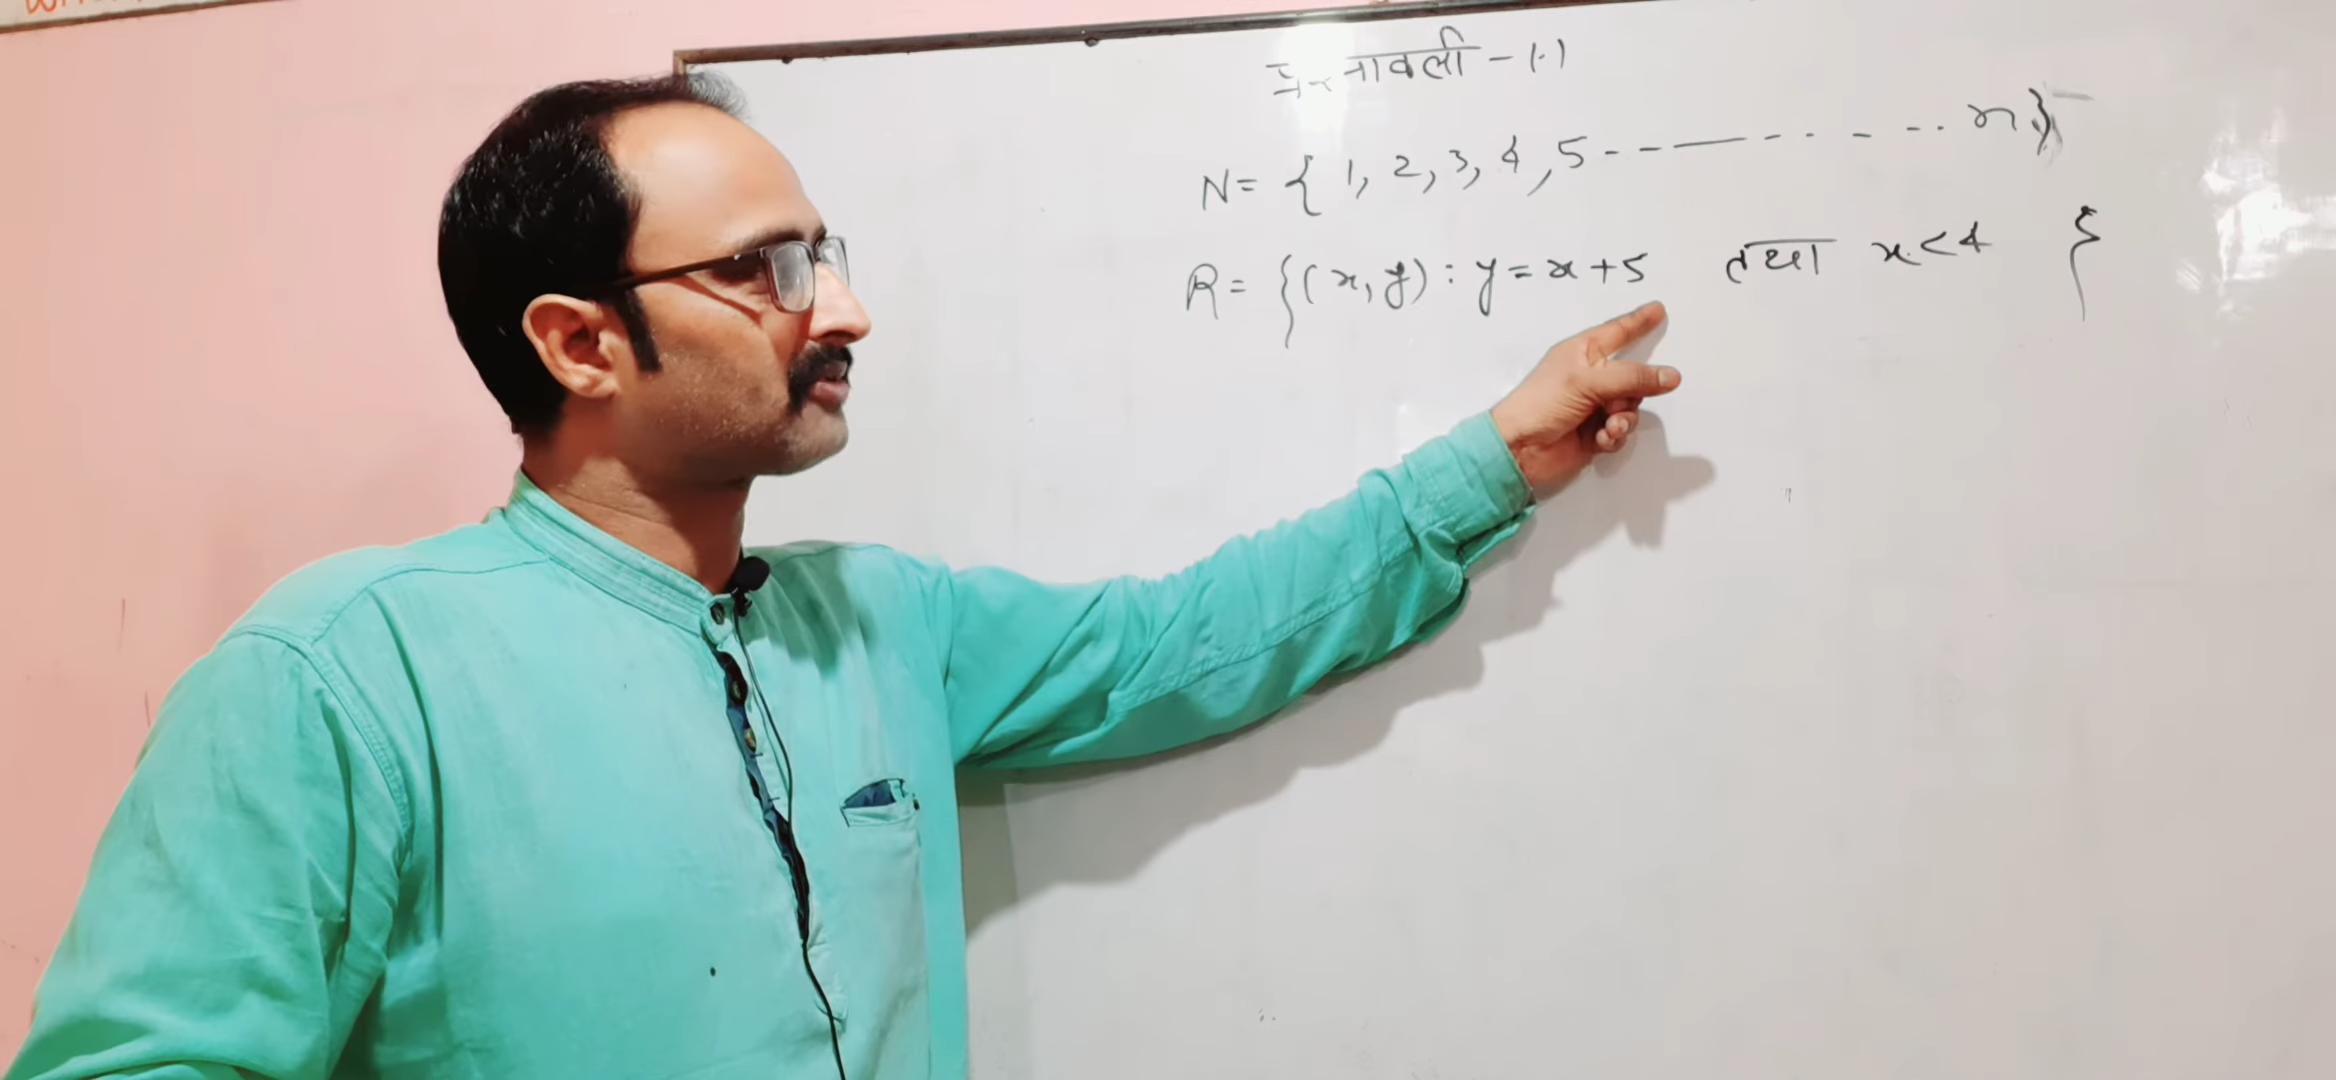 प्रश्नावली - 1.1
N = { 1, 2, 3, 4, 5 - - — - - - - - - - n }
R = { (x, y) : y = x + 5 तथा x < 4 }